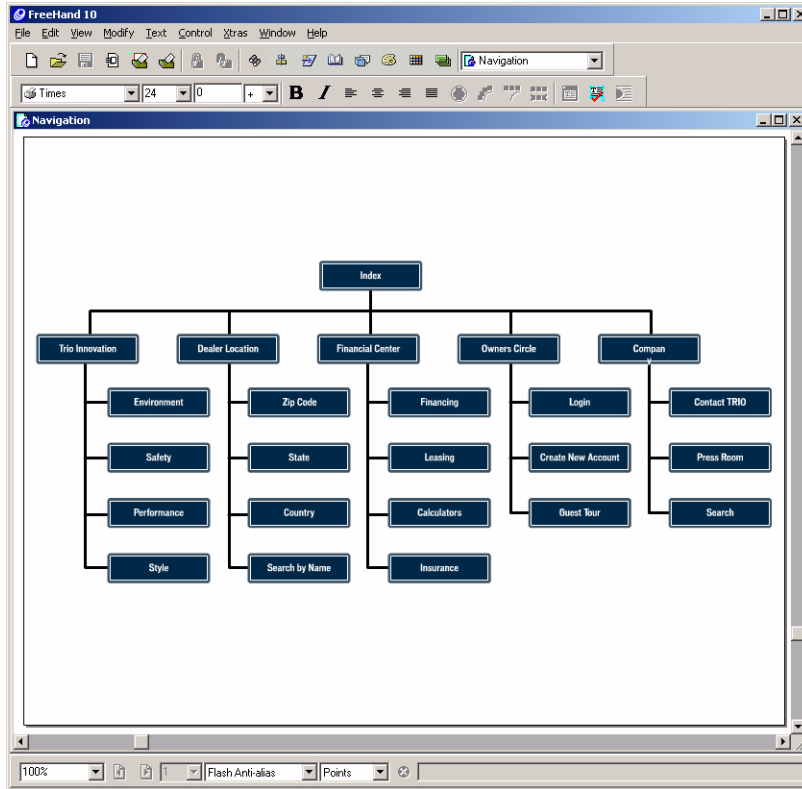 FreeHand 10
File Edit View Modify Text Control Xtras Window Help
Navigation
Times 24 0 + B I
Navigation
Index
Trio Innovation Dealer Location Financial Center Owners Circle Compan
y
Environment Zip Code Financing Login Contact TRIO
Safety State Leasing Create New Account Press Room
Performance Country Calculators Guest Tour Search
Style Search by Name Insurance
100% 1 Flash Anti-alias Points